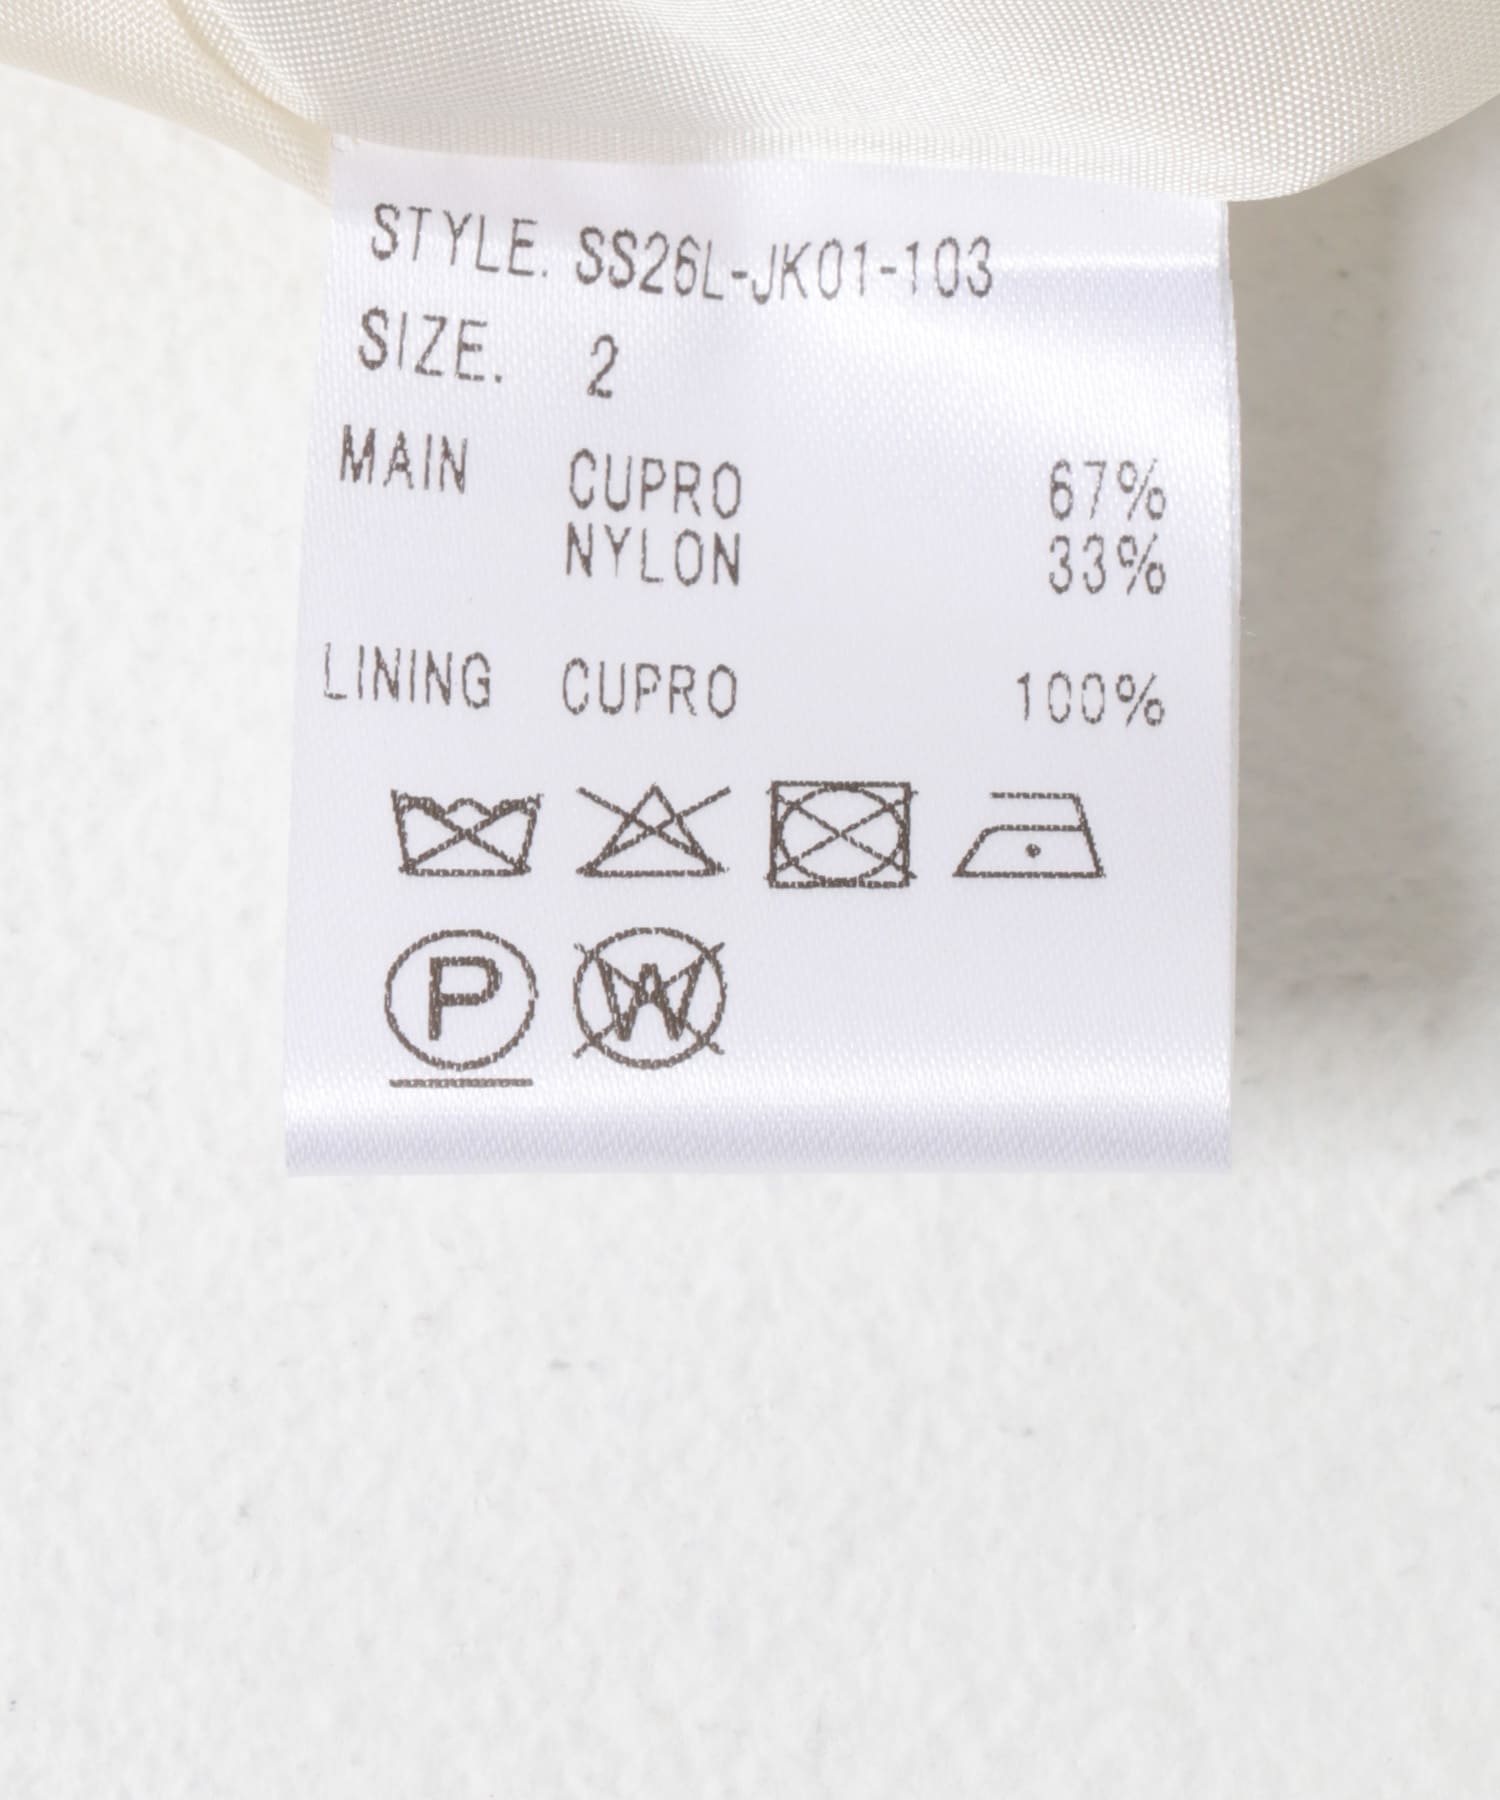 STYLE. SS26L-JK01-103
SIZE. 2
MAIN CUPRO 67%
NYLON 33%
LINING CUPRO 100%
P W